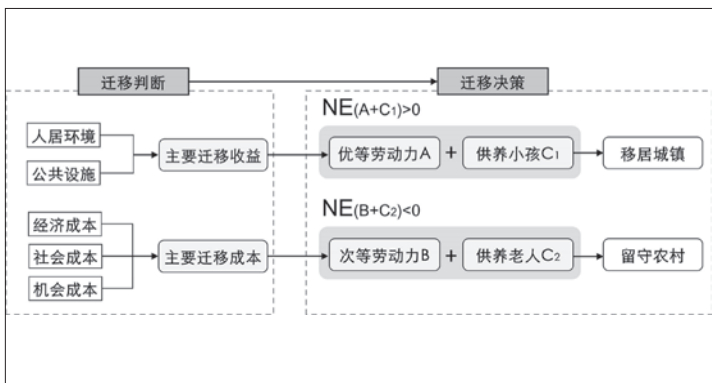 迁移判断
迁移决策
NE(A+C1)>0
人居环境
公共设施
主要迁移收益
优等劳动力A + 供养小孩C1
移居城镇
NE(B+C2)<0
经济成本
社会成本
机会成本
主要迁移成本
次等劳动力B + 供养老人C2
留守农村